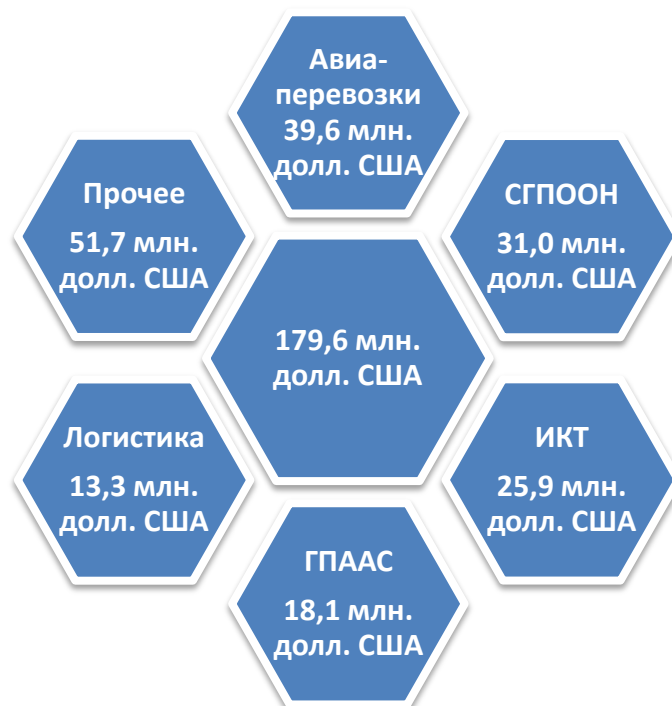 Авиа-
перевозки
39,6 млн.
долл. США
СГПООН
31,0 млн.
долл. США
ИКТ
25,9 млн.
долл. США
ГПААС
18,1 млн.
долл. США
Логистика
13,3 млн.
долл. США
Прочее
51,7 млн.
долл. США
179,6 млн.
долл. США